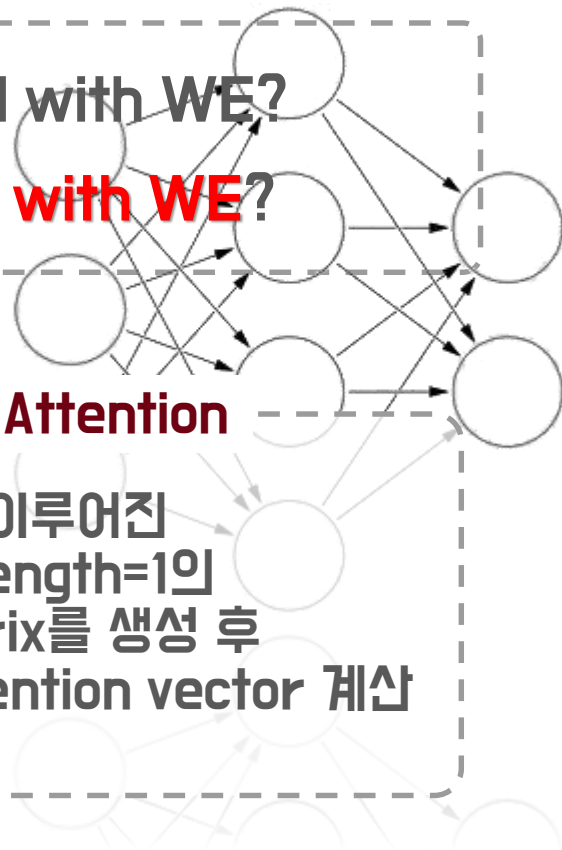 with WE?
with WE?
Attention
이루어진
ength=1의
rix를 생성 후
ention vector 계산